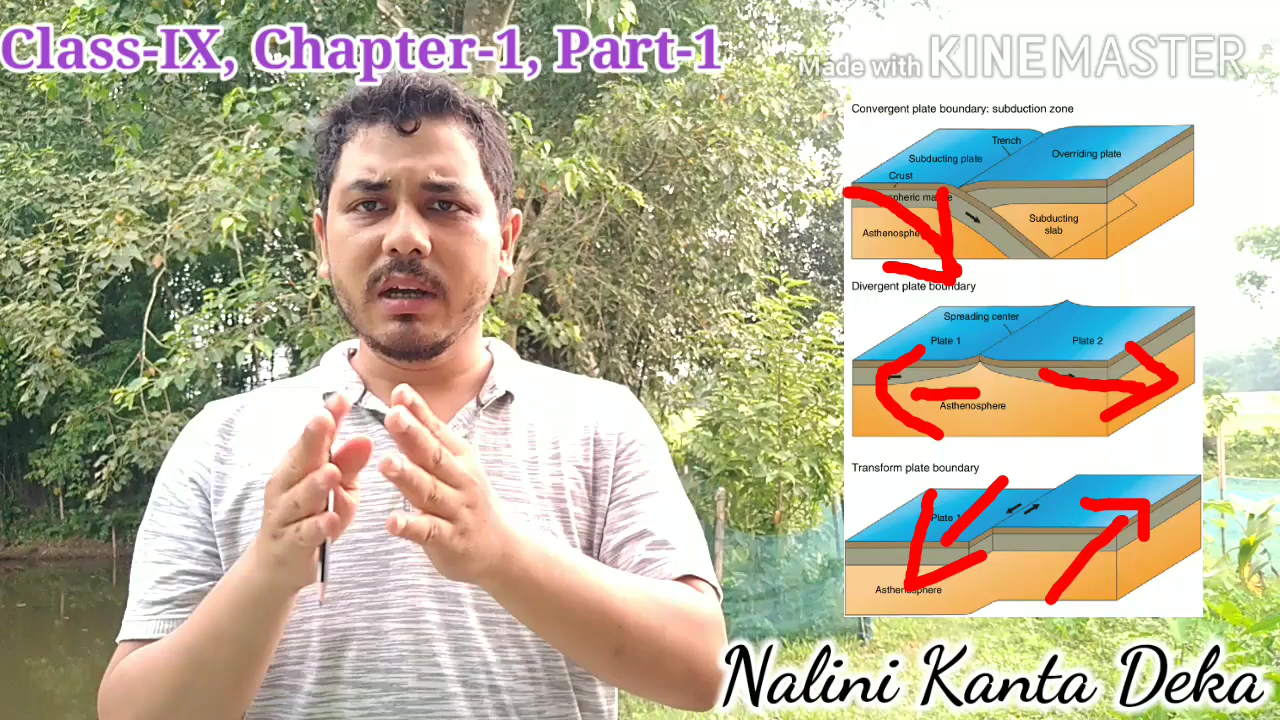 Class-IX, Chapter-1, Part-1
Made with KINEMASTER
Convergent plate boundary: subduction zone
Trench
Subducting plate
Overriding plate
Crust
Subducting
slab
Divergent plate boundary
Spreading center
Plate 1
Plate 2
Asthenosphere
Transform plate boundary
Plate 1
Asthenosphere
Nalini Kanta Deka